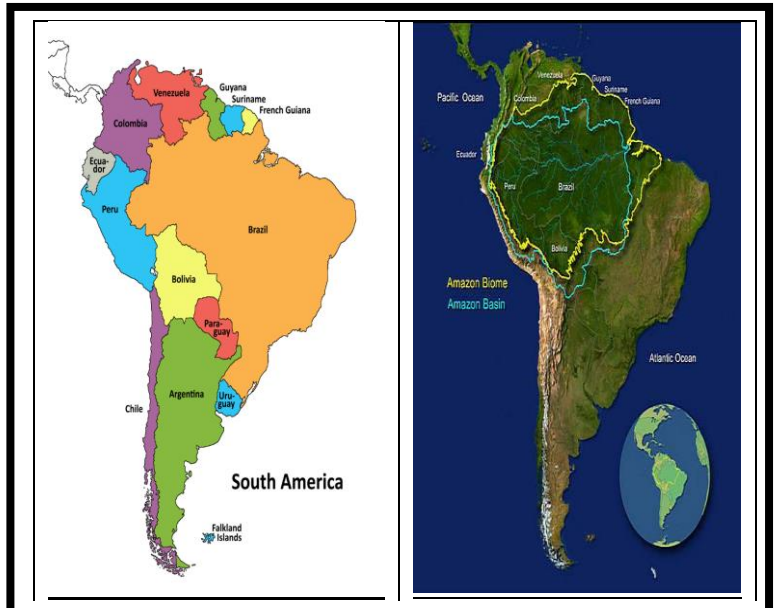 Venezuela
Guyana
Suriname
French Guiana
Colombia
Ecua-
dor
Peru
Brazil
Bolivia
Para-
guay
Chile
Argentina
Uru-
guay
South America
Falkland
Islands
Pacific Ocean
Venezuela
Guyana
Suriname
French Guiana
Colombia
Ecuador
Peru
Brazil
Bolivia
Amazon Biome
Amazon Basin
Atlantic Ocean